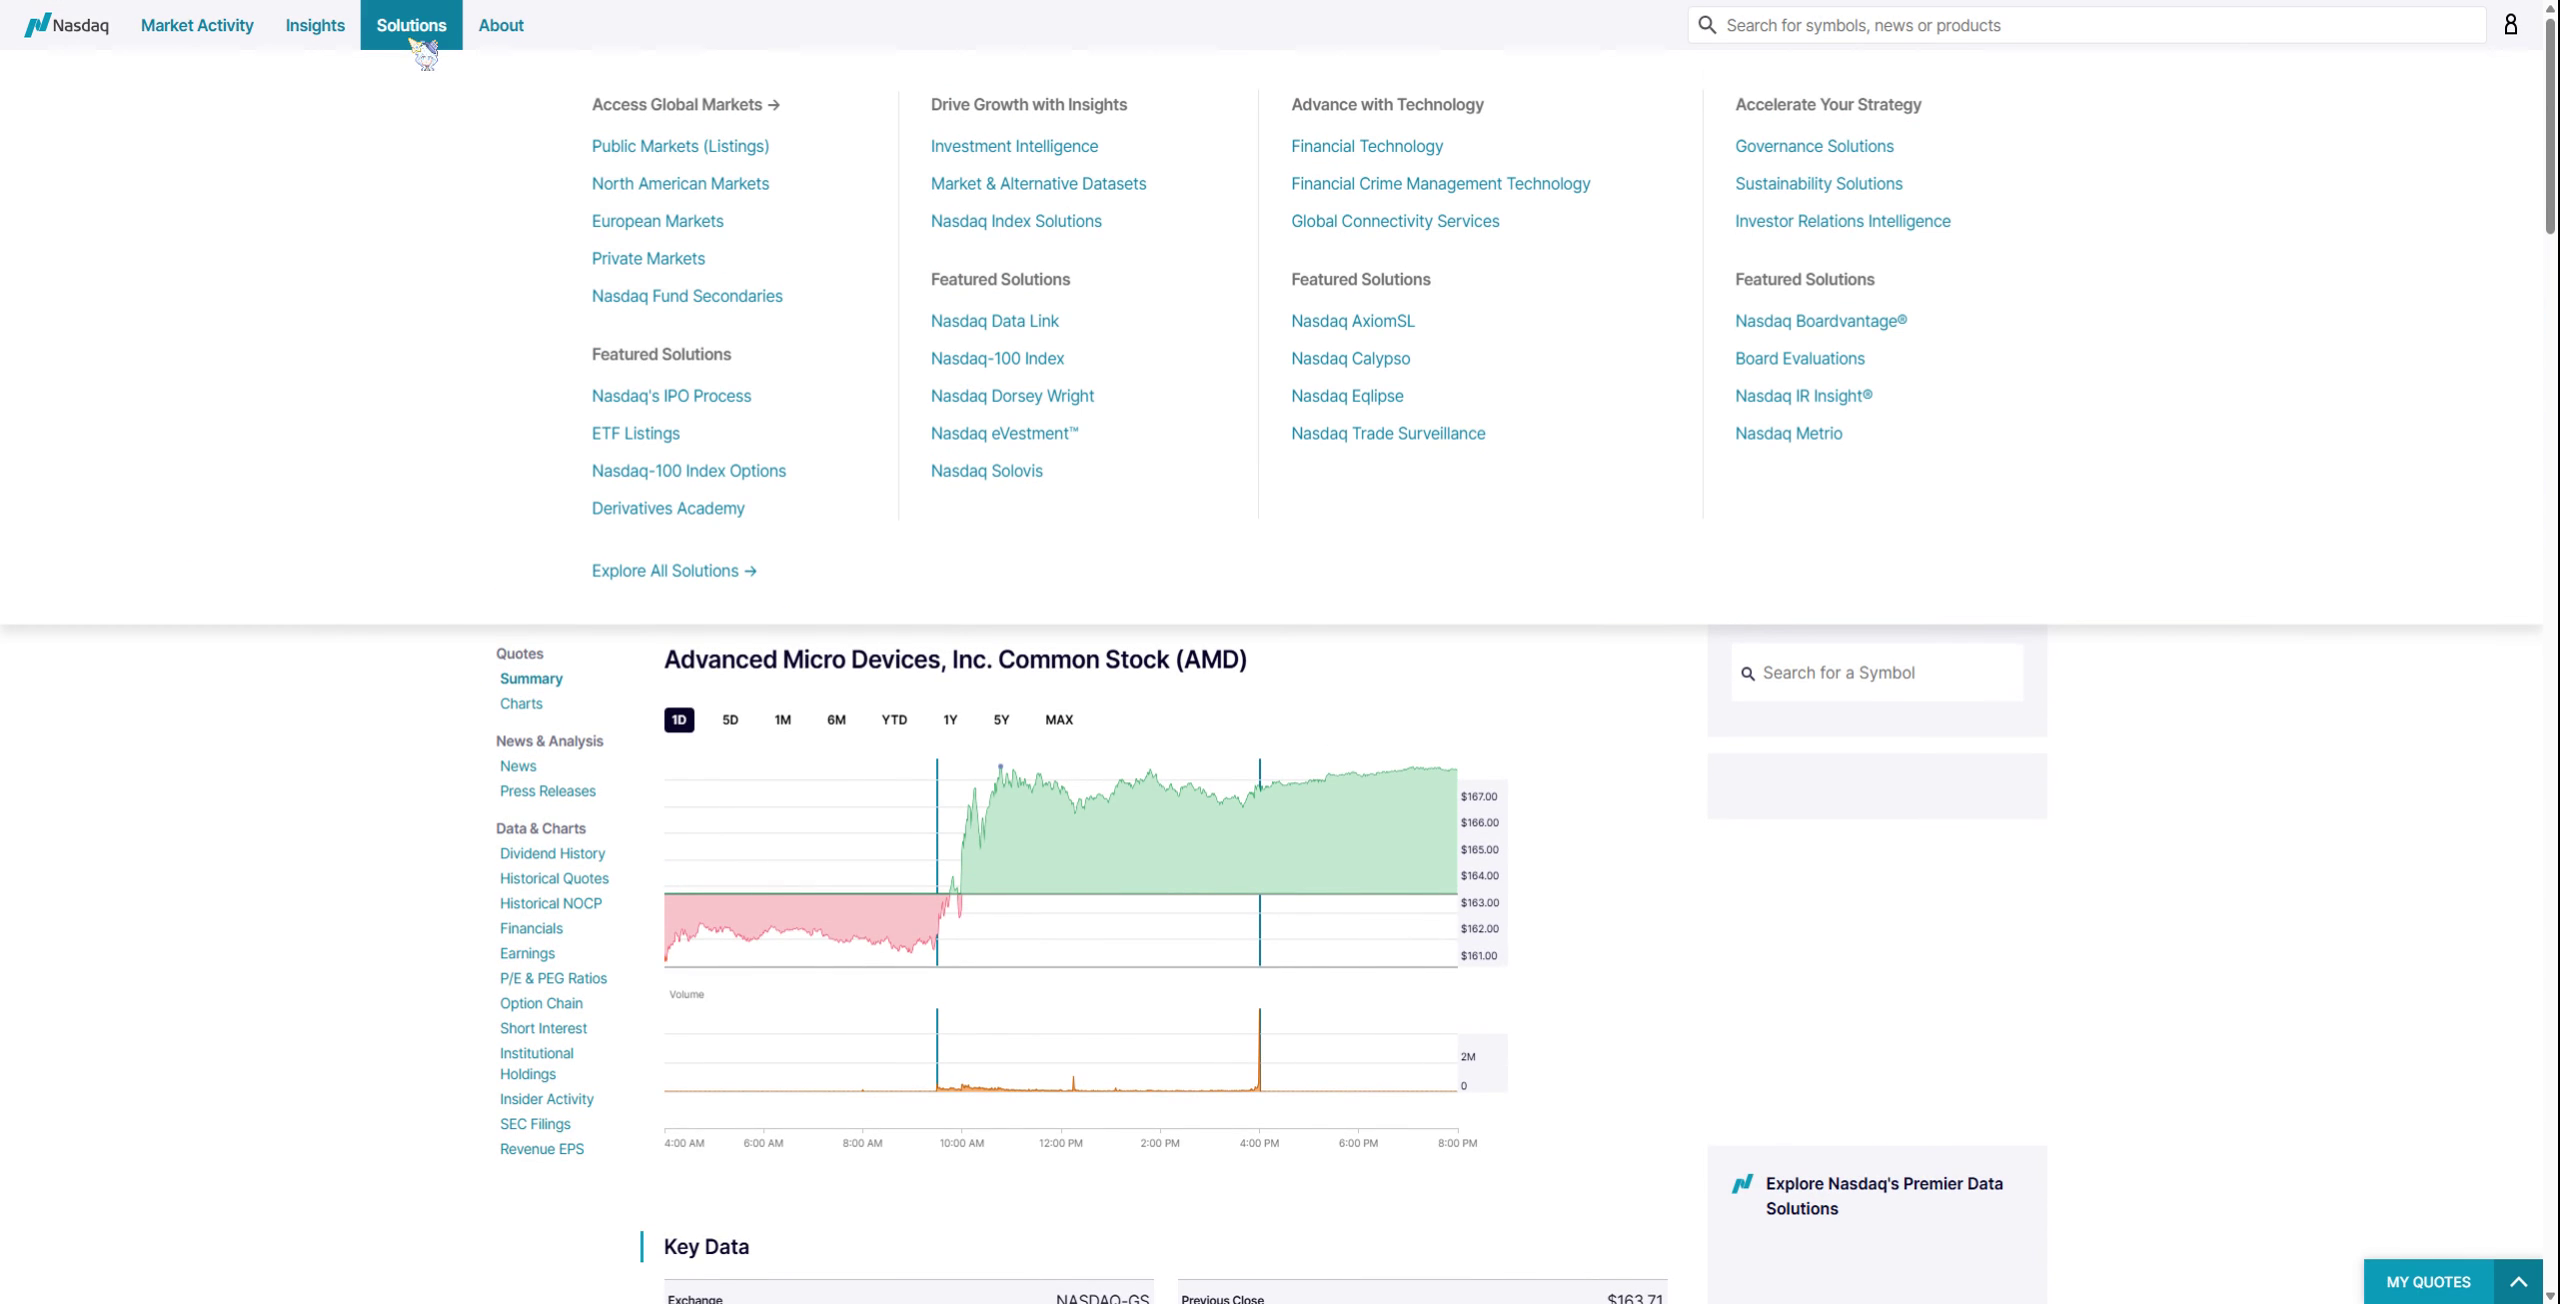 Nasdaq
Market Activity
Insights
Solutions
About
Search for symbols, news or products
Access Global Markets →
Public Markets (Listings)
North American Markets
European Markets
Private Markets
Nasdaq Fund Secondaries
Featured Solutions
Nasdaq's IPO Process
ETF Listings
Nasdaq-100 Index Options
Derivatives Academy
Explore All Solutions →
Drive Growth with Insights
Investment Intelligence
Market & Alternative Datasets
Nasdaq Index Solutions
Featured Solutions
Nasdaq Data Link
Nasdaq-100 Index
Nasdaq Dorsey Wright
Nasdaq eVestment™
Nasdaq Solovis
Advance with Technology
Financial Technology
Financial Crime Management Technology
Global Connectivity Services
Featured Solutions
Nasdaq AxiomSL
Nasdaq Calypso
Nasdaq Eqlipse
Nasdaq Trade Surveillance
Accelerate Your Strategy
Governance Solutions
Sustainability Solutions
Investor Relations Intelligence
Featured Solutions
Nasdaq Boardvantage®
Board Evaluations
Nasdaq IR Insight®
Nasdaq Metrio
Quotes
Summary
Charts
News & Analysis
News
Press Releases
Data & Charts
Dividend History
Historical Quotes
Historical NOCP
Financials
Earnings
P/E & PEG Ratios
Option Chain
Short Interest
Institutional
Holdings
Insider Activity
SEC Filings
Revenue EPS
Advanced Micro Devices, Inc. Common Stock (AMD)
1D 5D 1M 6M YTD 1Y 5Y MAX
$167.00
$166.00
$165.00
$164.00
$163.00
$162.00
$161.00
Volume
2M
0
4:00 AM 6:00 AM 8:00 AM 10:00 AM 12:00 PM 2:00 PM 4:00 PM 6:00 PM 8:00 PM
Key Data
Exchange NASDAQ-GS
Previous Close $163.71
Search for a Symbol
Explore Nasdaq's Premier Data
Solutions
MY QUOTES